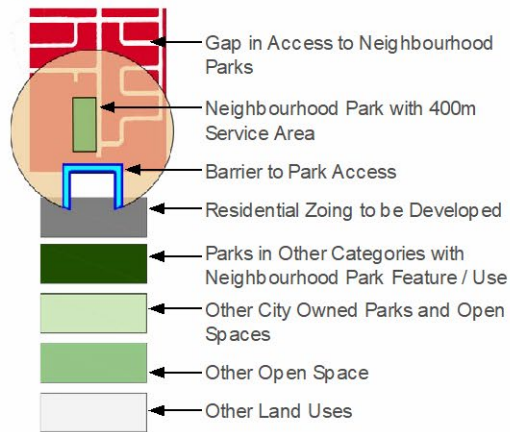 Gap in Access to Neighbourhood
Parks
Neighbourhood Park with 400m
Service Area
Barrier to Park Access
Residential Zoing to be Developed
Parks in Other Categories with
Neighbourhood Park Feature / Use
Other City Owned Parks and Open
Spaces
Other Open Space
Other Land Uses